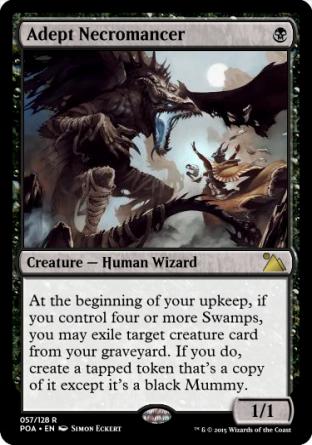 Adept Necromancer
Creature — Human Wizard
At the beginning of your upkeep, if
you control four or more Swamps,
you may exile target creature card
from your graveyard. If you do,
create a tapped token that's a copy
of it except it's a black Mummy.
057/128 R
POA • EN SIMON ECKERT
™ & © 2015 Wizards of the Coast
1/1